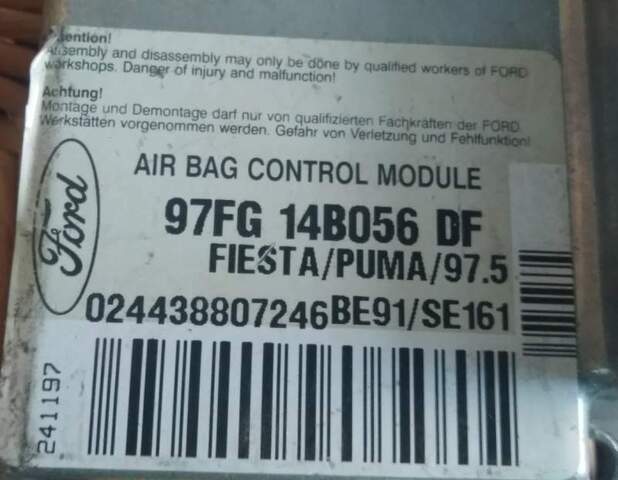 Attention!
Assembly and disassembly may only be done by qualified workers of FORD
workshops. Danger of injury and malfunction!
Achtung!
Montage und Demontage darf nur von qualifizierten Fachkräften der FORD
Werkstätten vorgenommen werden. Gefahr von Verletzung und Fehlfunktion!
Ford
AIR BAG CONTROL MODULE
97FG 14B056 DF
FIESTA/PUMA/97.5
024438807246BE91/SE161
241197